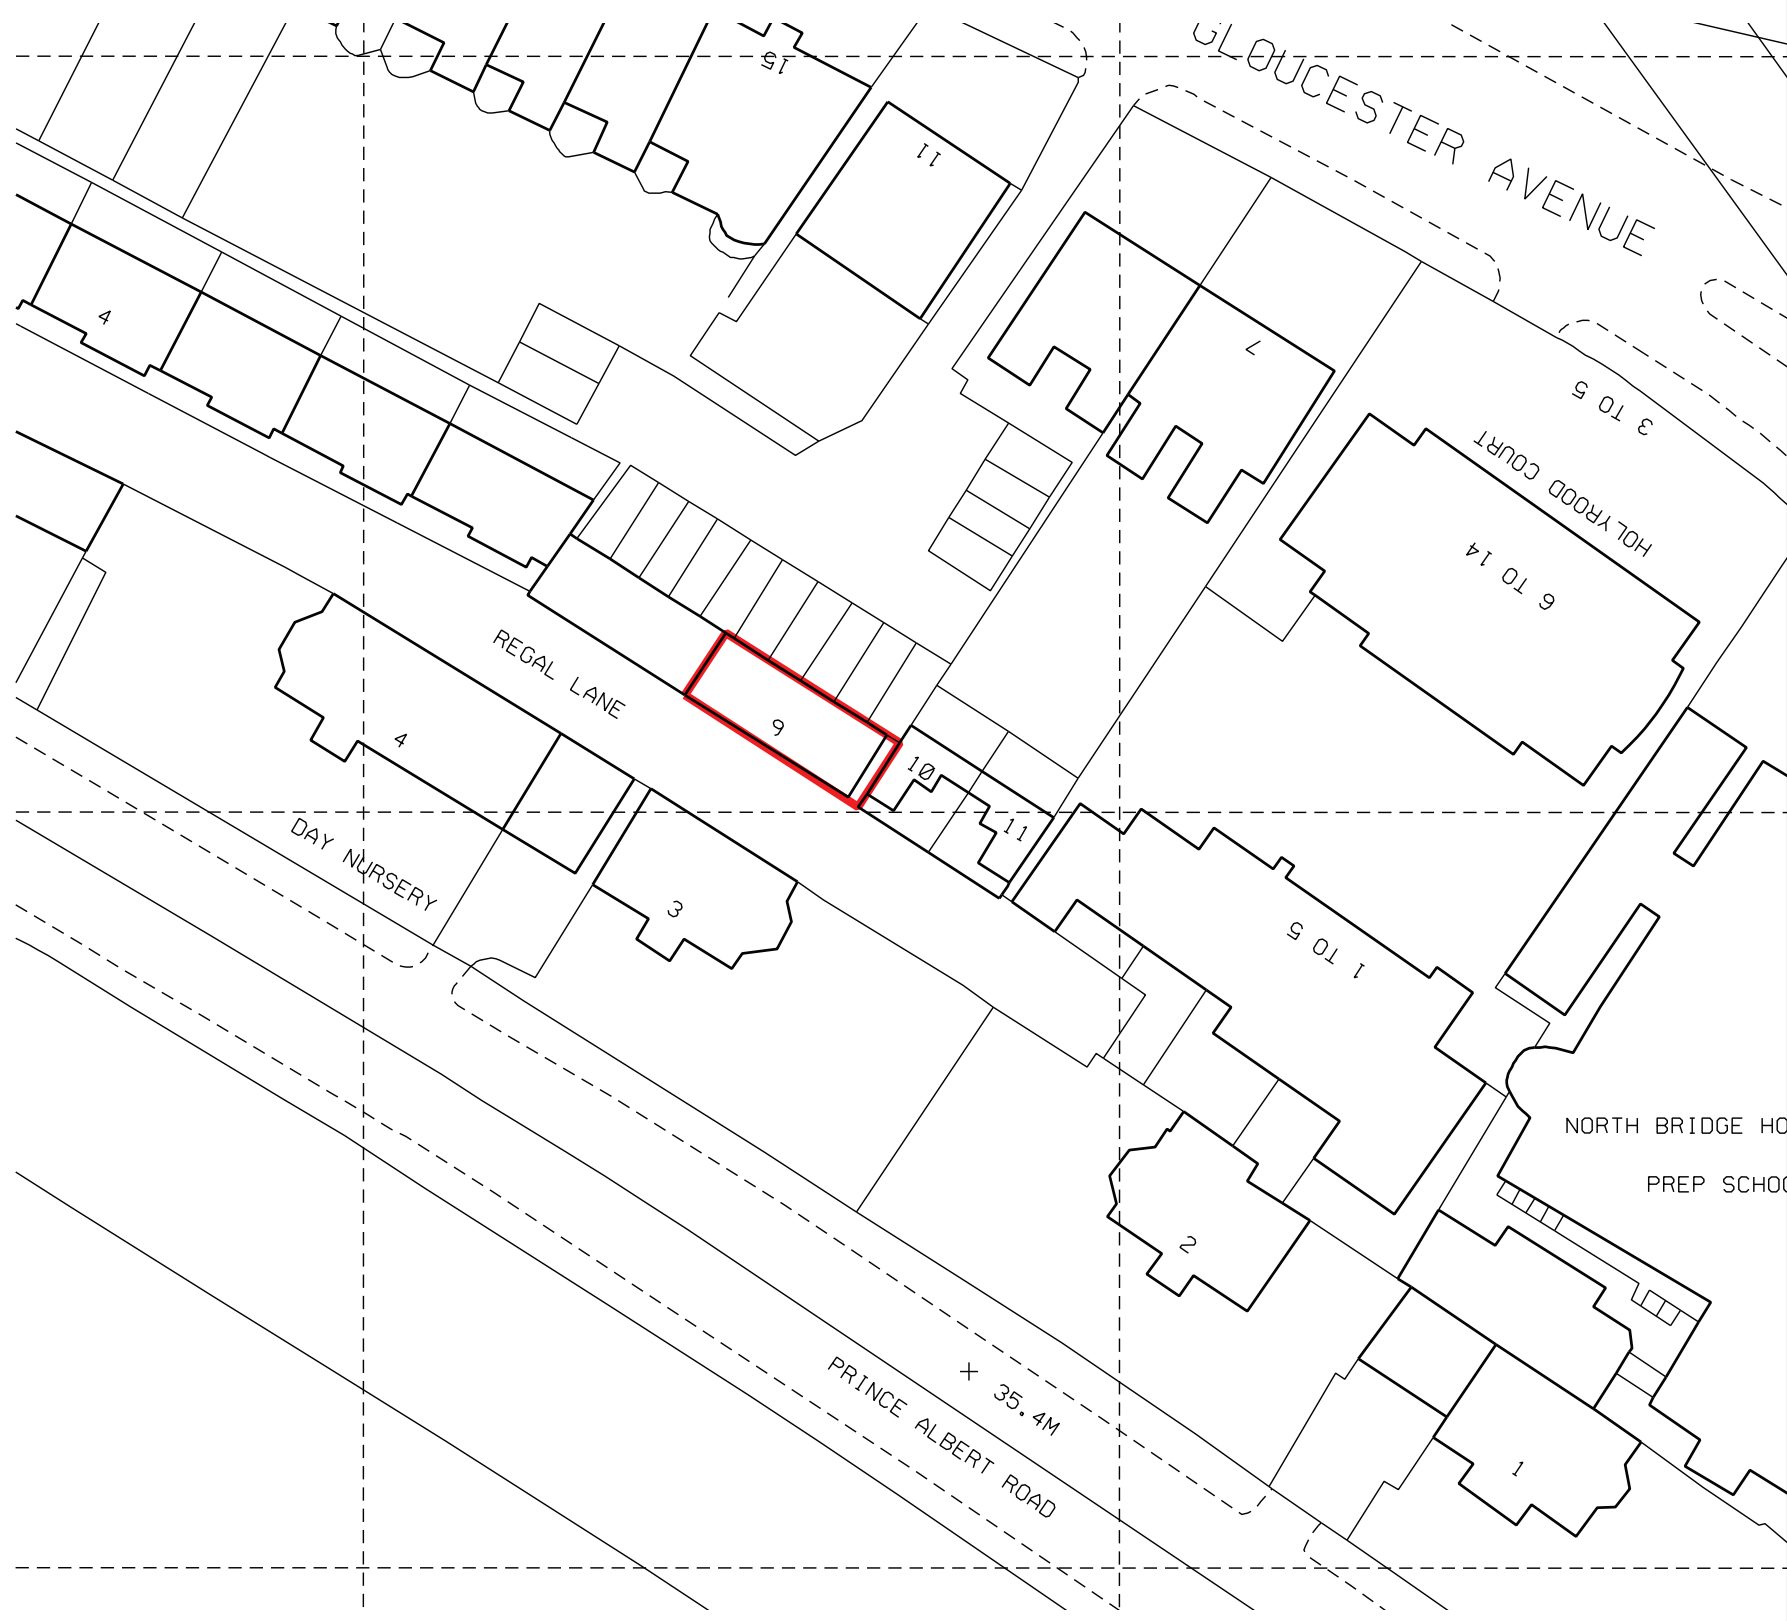 15
GLOUCESTER AVENUE
11
7
4
3 TO 5
HOLYROOD COURT
6 TO 14
REGAL LANE
9
4
10
11
DAY NURSERY
3
1 TO 5
NORTH BRIDGE HO
PREP SCHOO
2
35.4M
PRINCE ALBERT ROAD
1